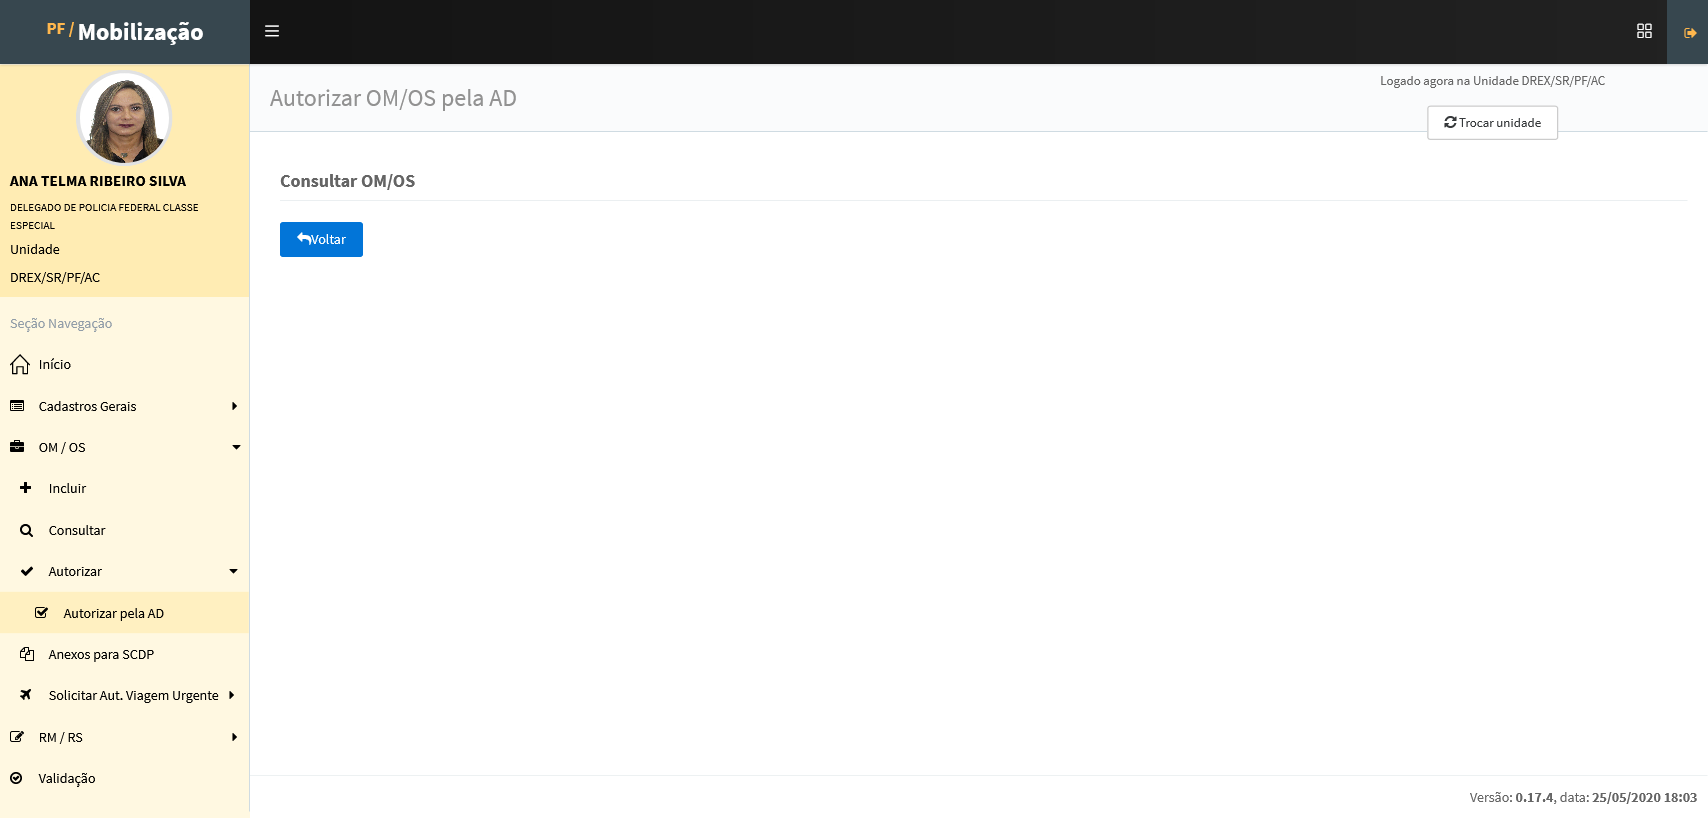 PF / Mobilização
ANA TELMA RIBEIRO SILVA
DELEGADO DE POLICIA FEDERAL CLASSE
ESPECIAL
Unidade
DREX/SR/PF/AC
Seção Navegação
Início
Cadastros Gerais
OM / OS
Incluir
Consultar
Autorizar
Autorizar pela AD
Anexos para SCDP
Solicitar Aut. Viagem Urgente
RM / RS
Validação
Autorizar OM/OS pela AD
Logado agora na Unidade DREX/SR/PF/AC
Trocar unidade
Consultar OM/OS
Voltar
Versão: 0.17.4, data: 25/05/2020 18:03